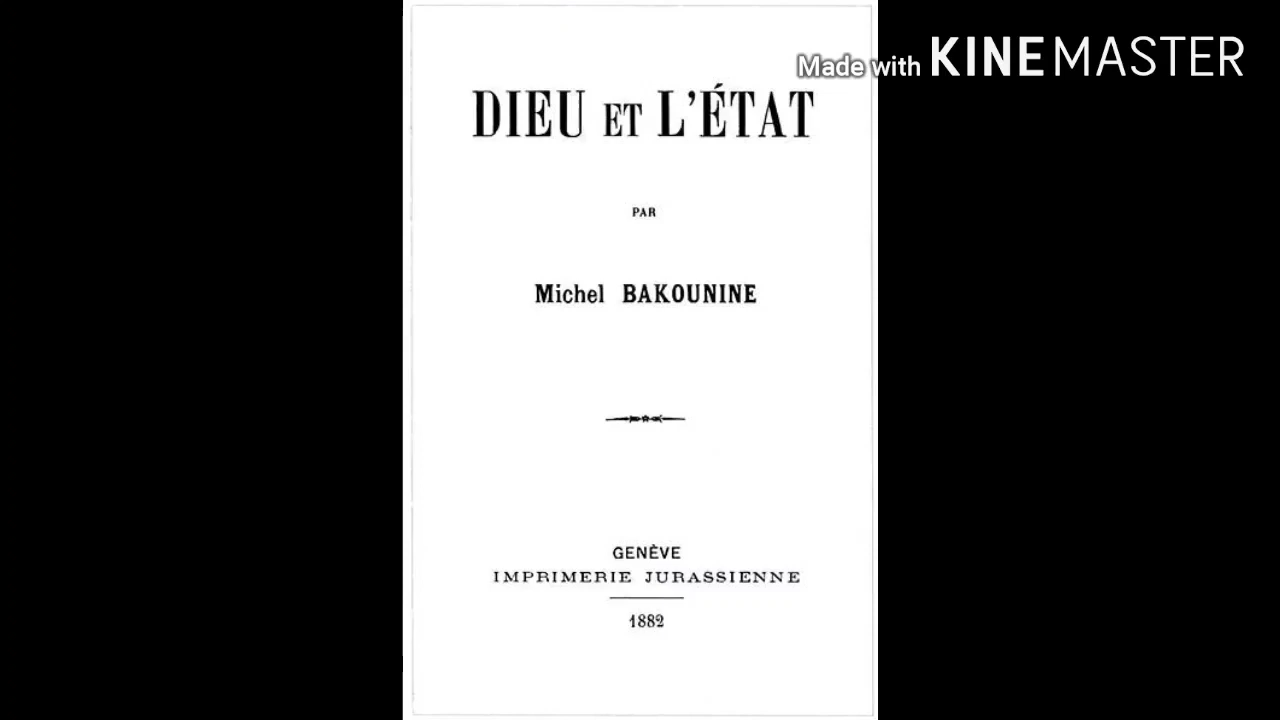 Made with KINEMASTER
DIEU ET L'ÉTAT
PAR
Michel BAKOUNINE
GENÈVE
IMPRIMERIE JURASSIENNE
1882